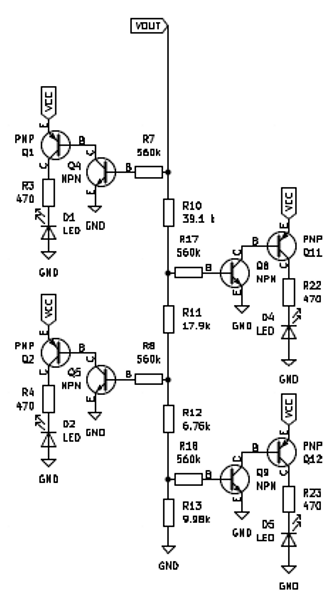 VOUT
VCC
E
PNP
Q1
B
C
Q4
NPN
C
B
E
R7
560k
R3
470
D1
LED
GND
GND
R10
39.1 k
R17
560k
B
C
E
Q8
NPN
GND
VCC
E
B
C
PNP
Q11
R22
470
D4
LED
GND
R11
17.9k
VCC
E
PNP
Q2
B
C
Q5
NPN
C
B
E
R8
560k
R4
470
D2
LED
GND
GND
R12
6.76k
R18
560k
B
C
E
Q9
NPN
GND
VCC
E
B
C
PNP
Q12
R23
470
D5
LED
GND
R13
9.98k
GND